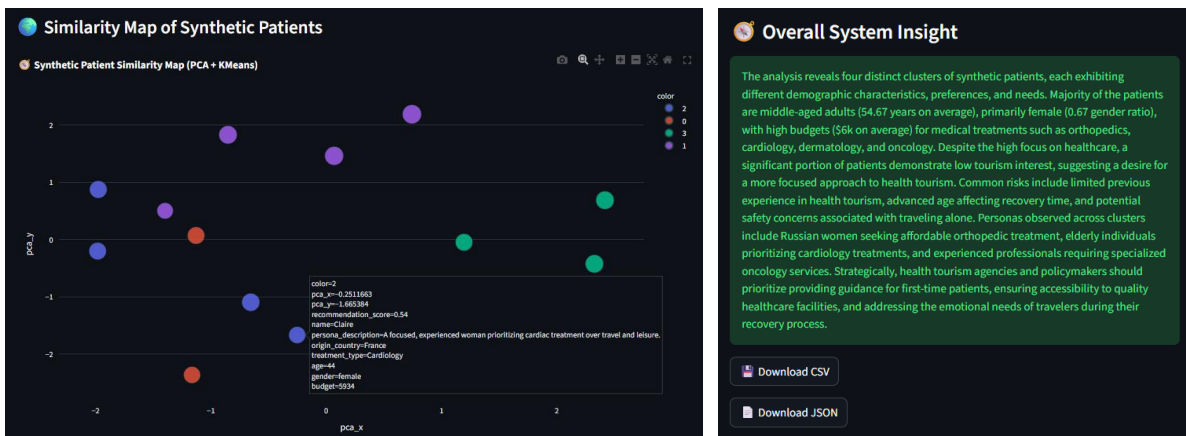 Similarity Map of Synthetic Patients
Synthetic Patient Similarity Map (PCA + KMeans)
color
2
0
3
1
2
1
0
−1
−2
pca_y
color=2
pca_x=−0.2511663
pca_y=−1.665384
recommendation_score=0.54
name=Claire
persona_description=A focused, experienced woman prioritizing cardiac treatment over travel and leisure.
origin_country=France
treatment_type=Cardiology
age=44
gender=female
budget=5934
−2
−1
0
1
2
pca_x
Overall System Insight
The analysis reveals four distinct clusters of synthetic patients, each exhibiting
different demographic characteristics, preferences, and needs. Majority of the patients
are middle-aged adults (54.67 years on average), primarily female (0.67 gender ratio),
with high budgets ($6k on average) for medical treatments such as orthopedics,
cardiology, dermatology, and oncology. Despite the high focus on healthcare, a
significant portion of patients demonstrate low tourism interest, suggesting a desire for
a more focused approach to health tourism. Common risks include limited previous
experience in health tourism, advanced age affecting recovery time, and potential
safety concerns associated with traveling alone. Personas observed across clusters
include Russian women seeking affordable orthopedic treatment, elderly individuals
prioritizing cardiology treatments, and experienced professionals requiring specialized
oncology services. Strategically, health tourism agencies and policymakers should
prioritize providing guidance for first-time patients, ensuring accessibility to quality
healthcare facilities, and addressing the emotional needs of travelers during their
recovery process.
Download CSV
Download JSON